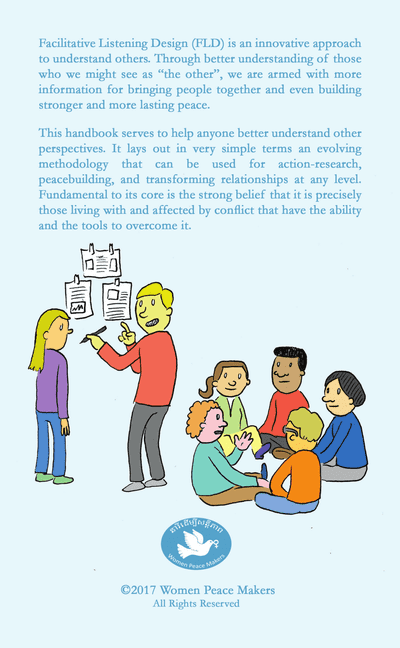 Facilitative Listening Design (FLD) is an innovative approach
to understand others. Through better understanding of those
who we might see as “the other”, we are armed with more
information for bringing people together and even building
stronger and more lasting peace.
This handbook serves to help anyone better understand other
perspectives. It lays out in very simple terms an evolving
methodology that can be used for action-research,
peacebuilding, and transforming relationships at any level.
Fundamental to its core is the strong belief that it is precisely
those living with and affected by conflict that have the ability
and the tools to overcome it.
Women Peace Makers
©2017 Women Peace Makers
All Rights Reserved